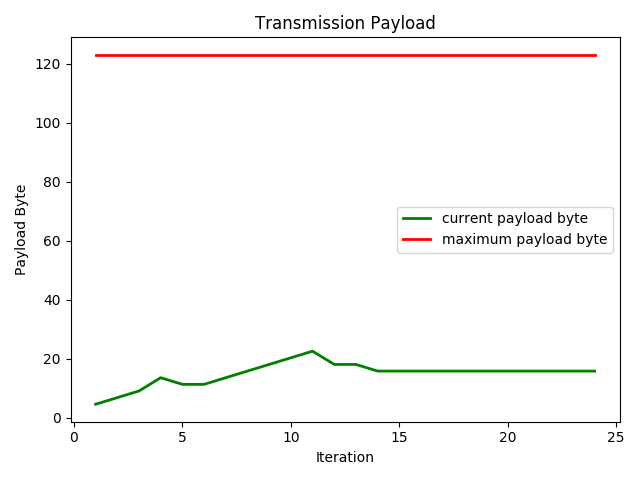 Transmission Payload
Payload Byte
120
100
80
60
40
20
0
current payload byte
maximum payload byte
0 5 10 15 20 25
Iteration